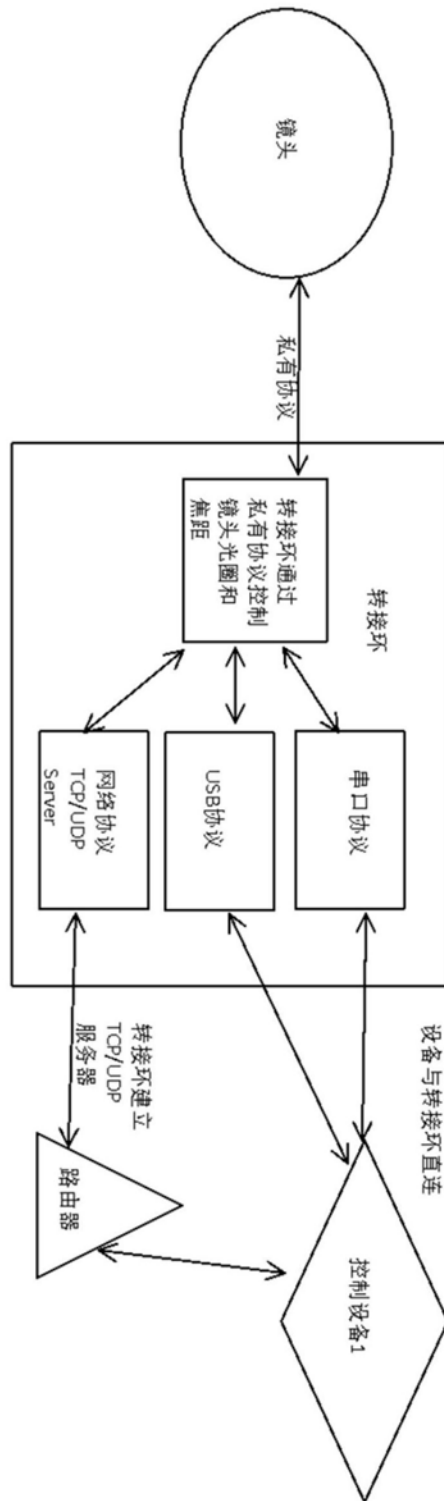 镜头
私有协议
转接环
转接环通过
私有协议控制
镜头光圈和
焦距
串口协议
USB协议
网络协议
TCP/UDP
Server
设备与转接环直连
转接环建立
TCP/UDP
服务器
控制设备1
路由器